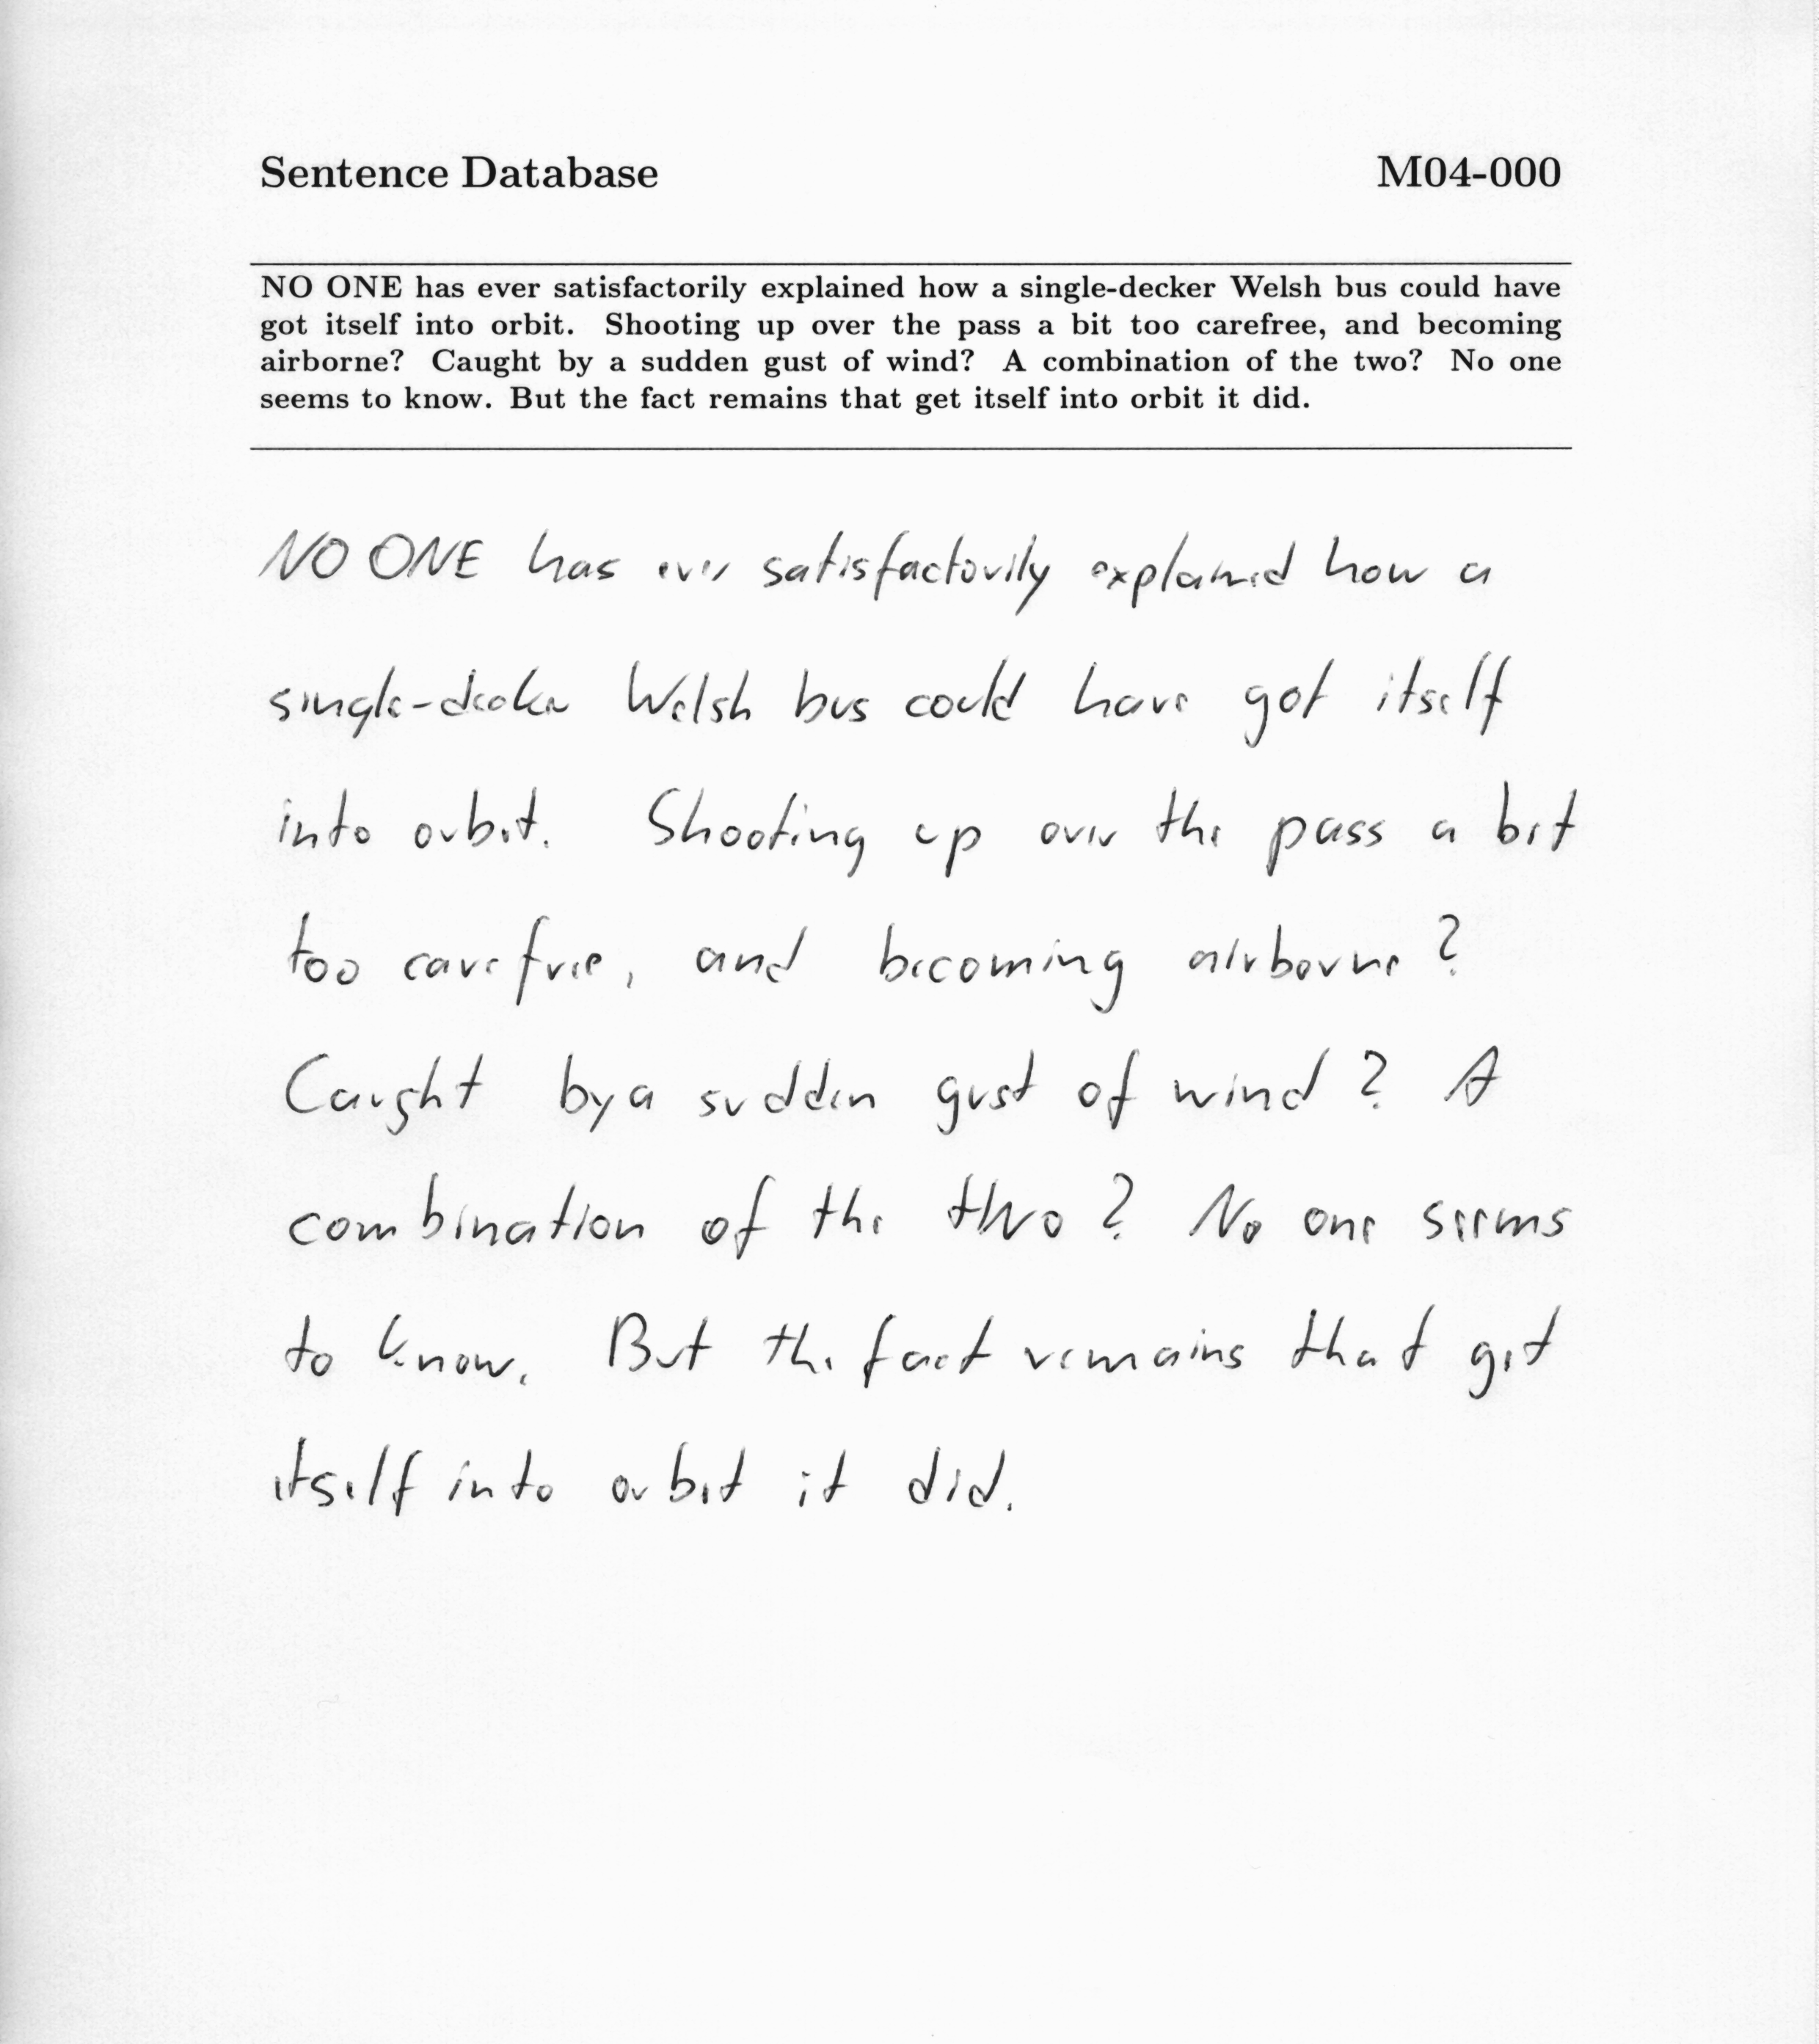 Sentence Database M04-000
NO ONE has ever satisfactorily explained how a single-decker Welsh bus could have
got itself into orbit. Shooting up over the pass a bit too carefree, and becoming
airborne? Caught by a sudden gust of wind? A combination of the two? No one
seems to know. But the fact remains that get itself into orbit it did.
NO ONE has ever satisfactorily explained how a
single-decker Welsh bus could have got itself
into orbit. Shooting up over the pass a bit
too carefree, and becoming airborne?
Caught by a sudden gust of wind? A
combination of the two? No one seems
to know. But the fact remains that get
itself into orbit it did.